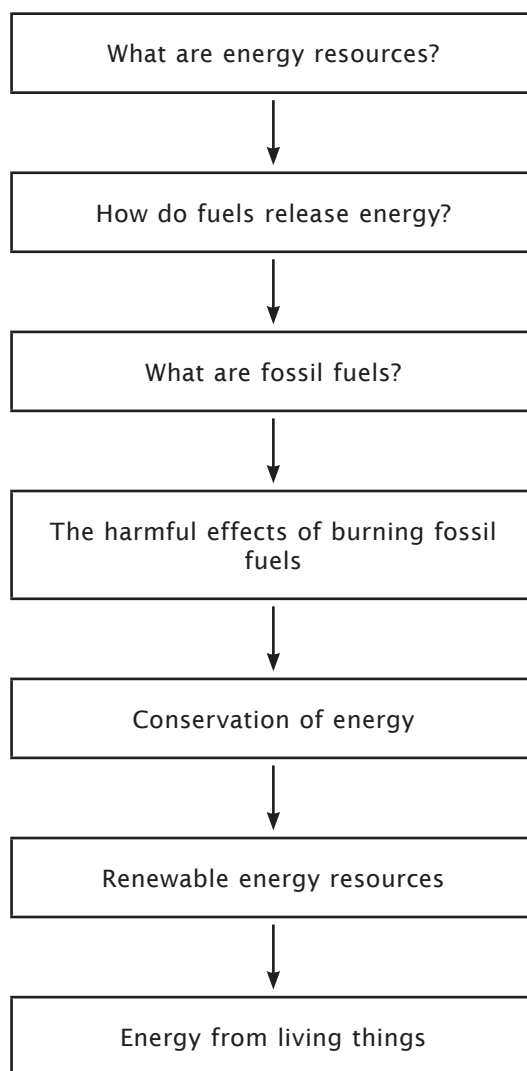 What are energy resources?
How do fuels release energy?
What are fossil fuels?
The harmful effects of burning fossil
fuels
Conservation of energy
Renewable energy resources
Energy from living things